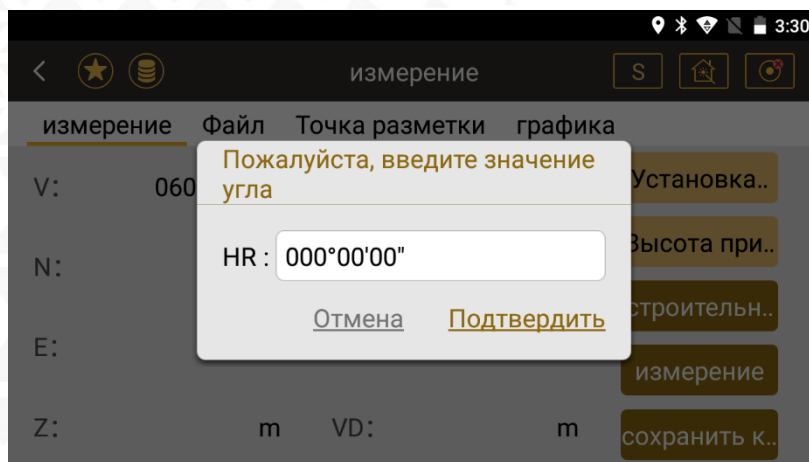 3:30
измерение
S
измерение Файл Точка разметки графика
Пожалуйста, введите значение
угла
V: 060
Установка..
HR : 000°00'00"
Высота при..
N:
Отмена Подтвердить
строительн..
E:
измерение
Z: m VD: m
сохранить к..